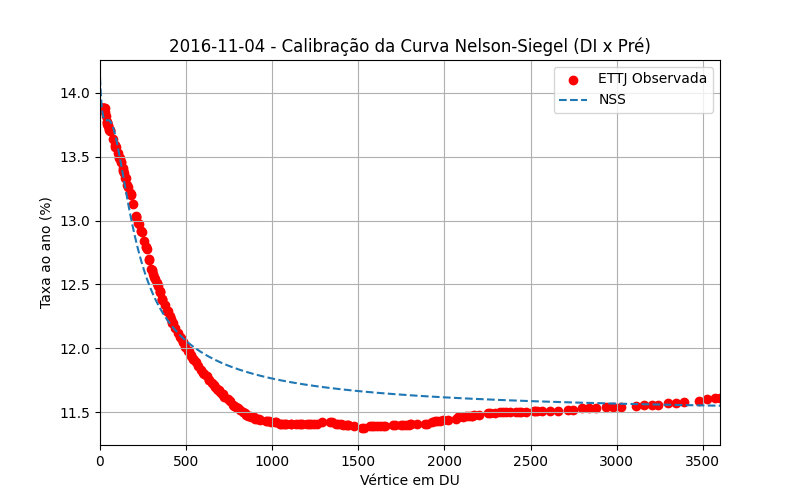 2016-11-04 - Calibração da Curva Nelson-Siegel (DI x Pré)
ETTJ Observada
NSS
Taxa ao ano (%)
14.0
13.5
13.0
12.5
12.0
11.5
0 500 1000 1500 2000 2500 3000 3500
Vértice em DU